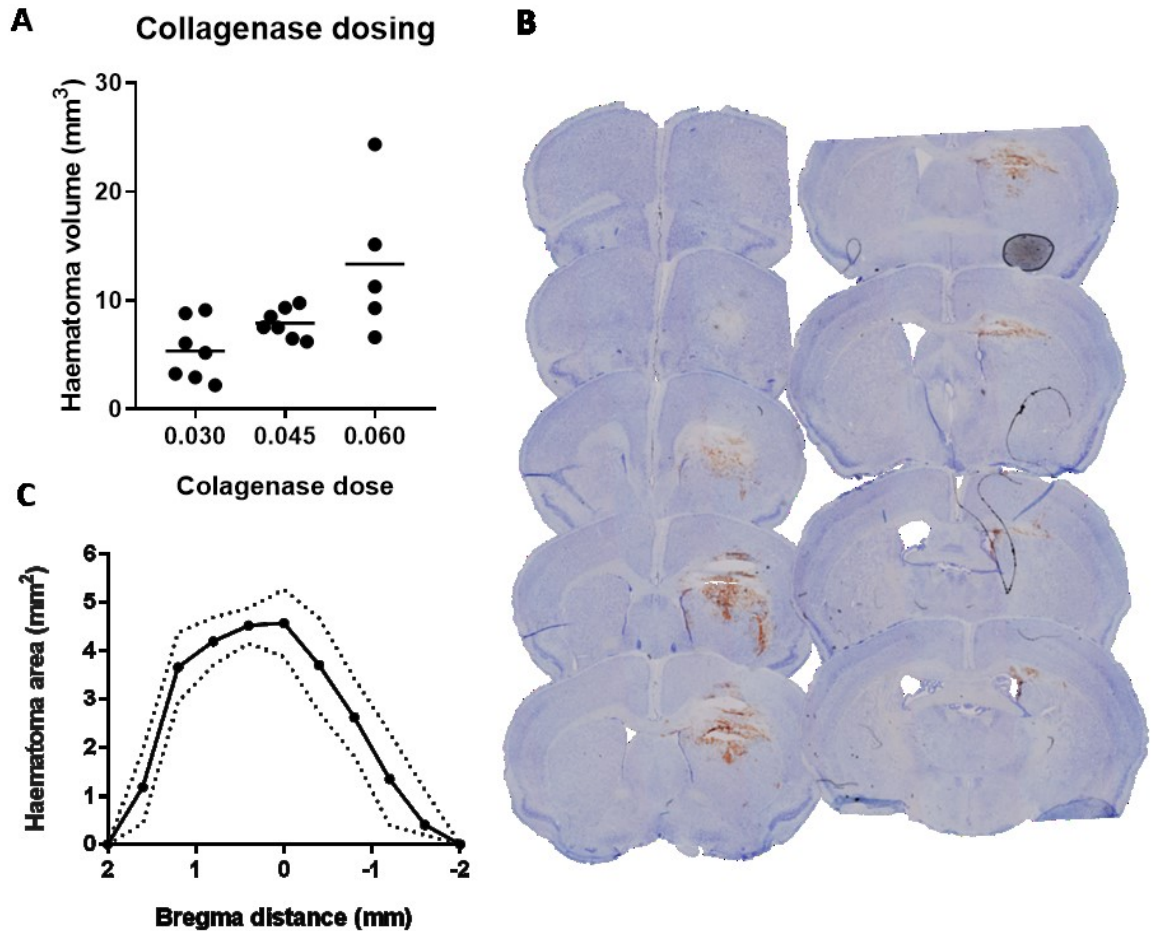 A
Collagenase dosing
Haematoma volume (mm3)
30
20
10
0
0.030 0.045 0.060
Colagenase dose
B
C
Haematoma area (mm2)
6
5
4
3
2
1
0
2 1 0 -1 -2
Bregma distance (mm)